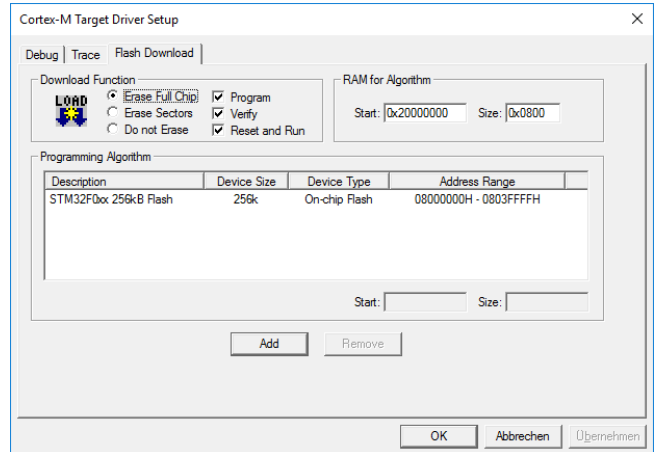 Cortex-M Target Driver Setup
Debug Trace Flash Download
Download Function
LOAD
Erase Full Chip
Erase Sectors
Do not Erase
Program
Verify
Reset and Run
RAM for Algorithm
Start: 0x20000000 Size: 0x0800
Programming Algorithm
Description Device Size Device Type Address Range
STM32F0xx 256kB Flash 256k On-chip Flash 08000000H - 0803FFFFH
Start: Size:
Add Remove
OK Abbrechen Übernehmen